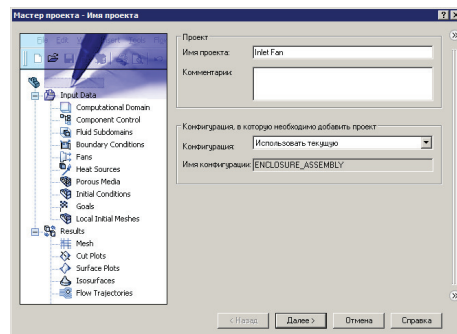 Мастер проекта - Имя проекта
Input Data
Computational Domain
Component Control
Fluid Subdomains
Boundary Conditions
Fans
Heat Sources
Porous Media
Initial Conditions
Goals
Local Initial Meshes
Results
Mesh
Cut Plots
Surface Plots
Isosurfaces
Flow Trajectories
Проект
Имя проекта: Inlet Fan
Комментарии:
Конфигурация, в которую необходимо добавить проект
Конфигурация: Использовать текущую
Имя конфигурации: ENCLOSURE_ASSEMBLY
< Назад Далее > Отмена Справка